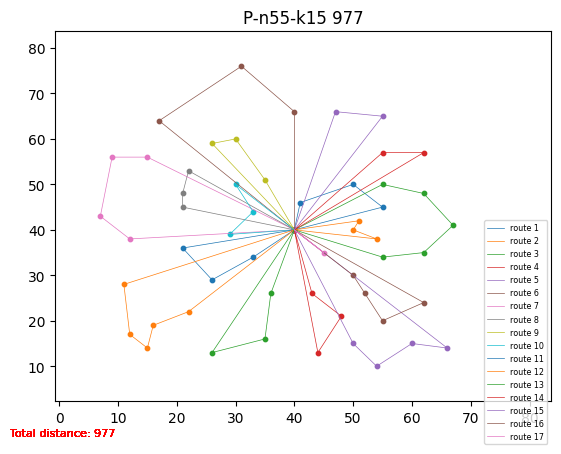 P-n55-k15 977
80
70
60
50
40
30
20
10
0 10 20 30 40 50 60 70 80
route 1
route 2
route 3
route 4
route 5
route 6
route 7
route 8
route 9
route 10
route 11
route 12
route 13
route 14
route 15
route 16
route 17
Total distance: 977